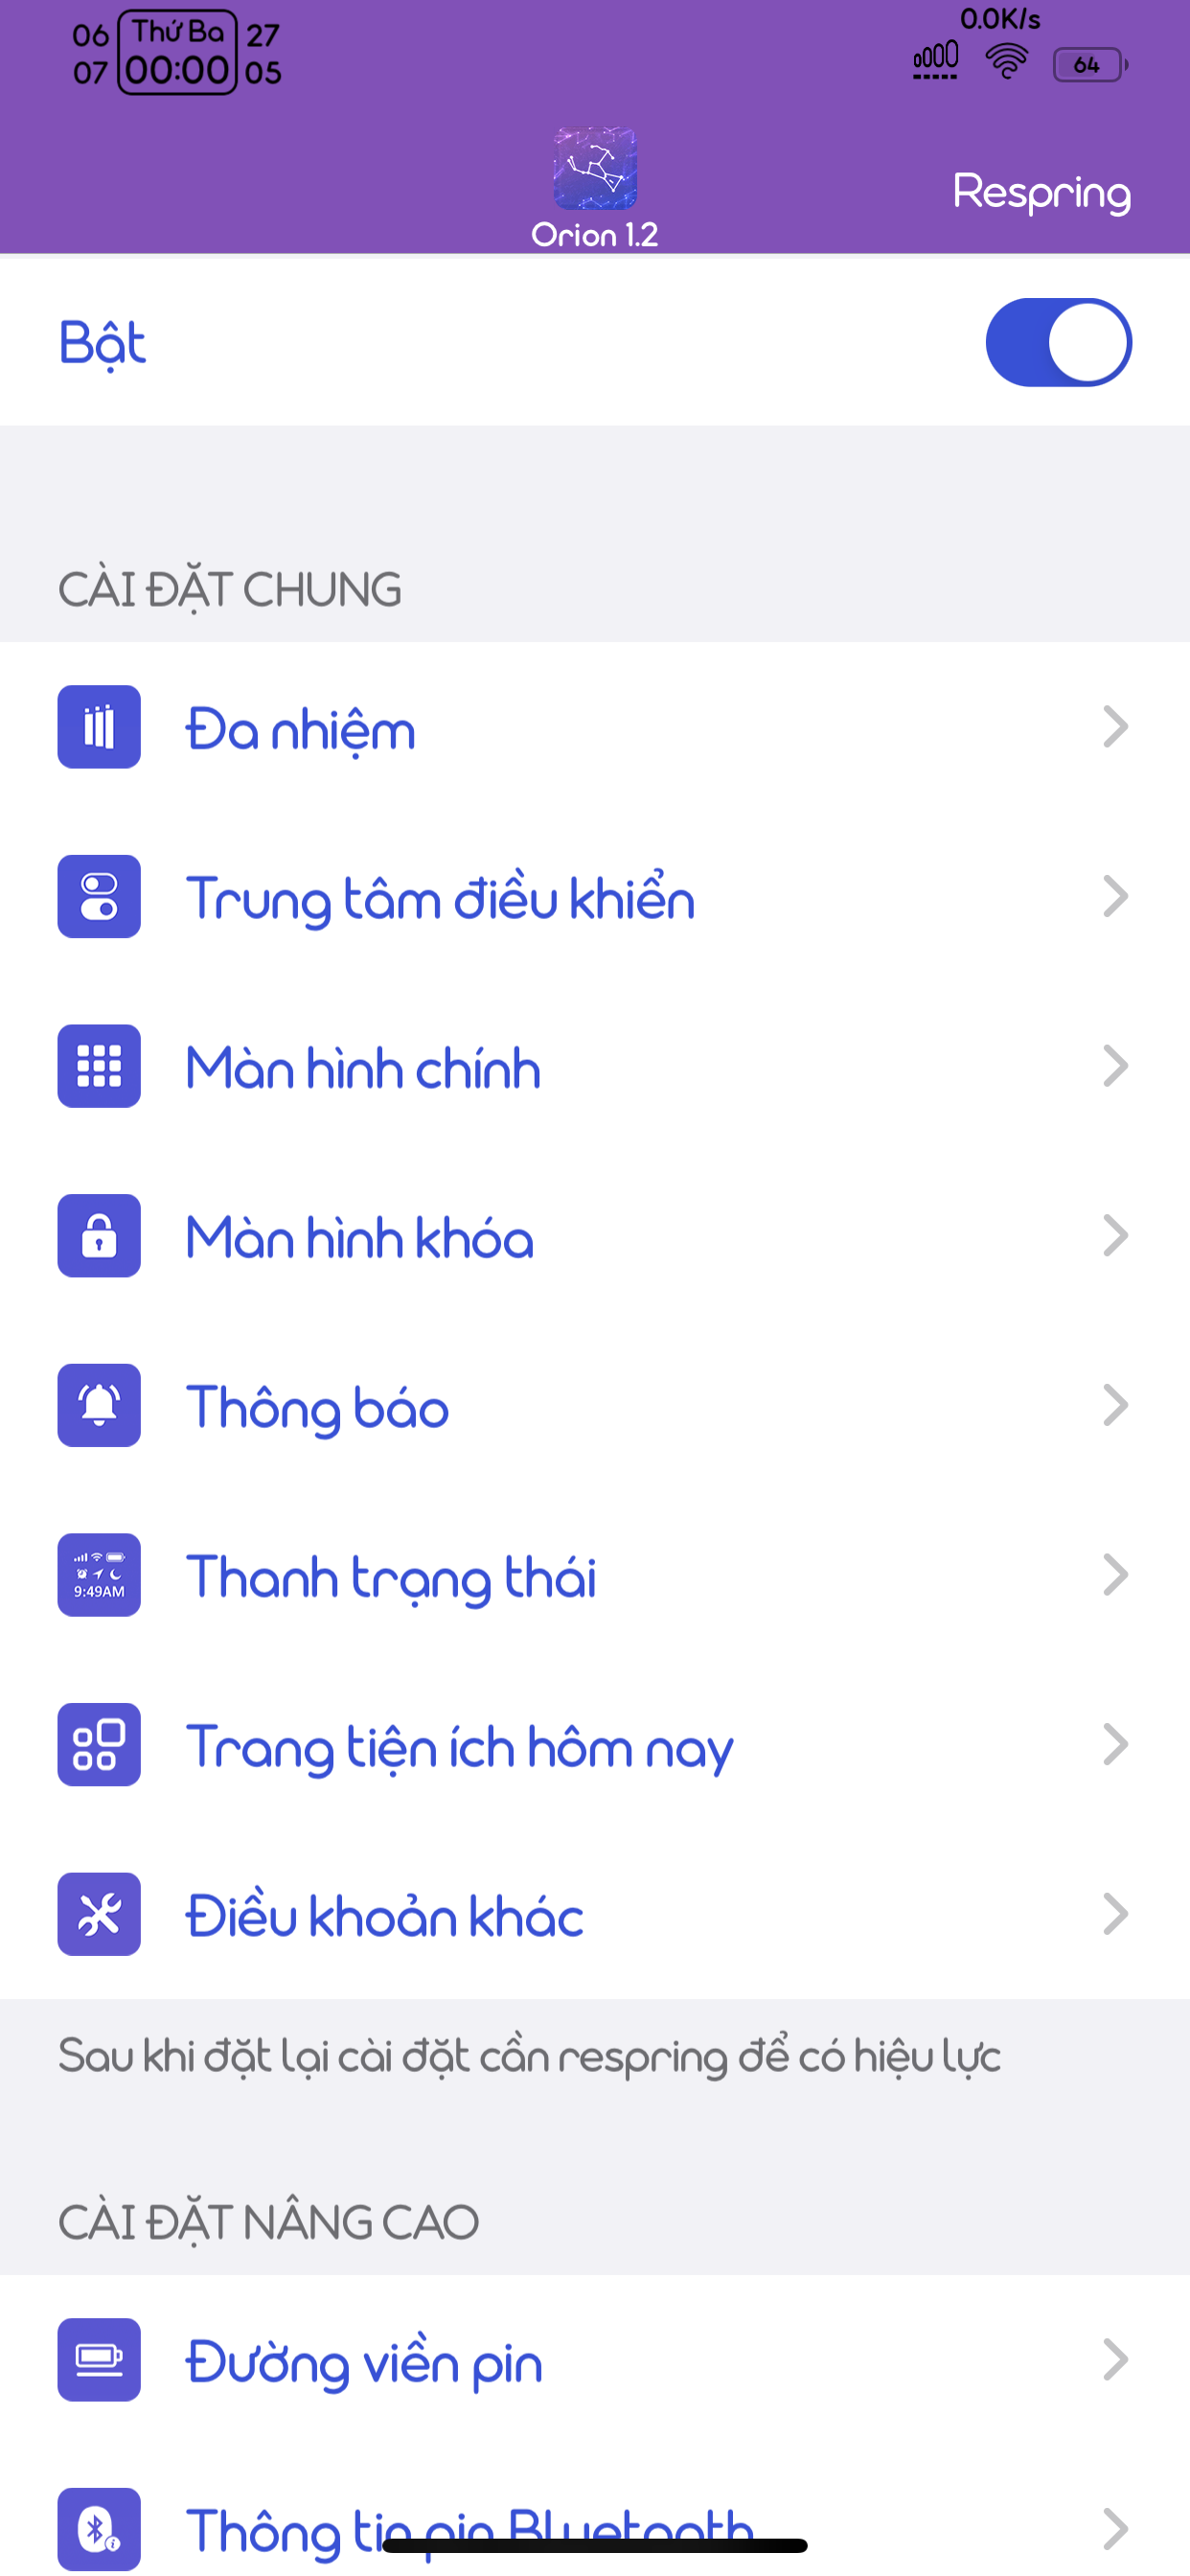 06 Thứ Ba 27
07 00:00 05
0.0K/s
64
Respring
Orion 1.2
Bật
CÀI ĐẶT CHUNG
Đa nhiệm
Trung tâm điều khiển
Màn hình chính
Màn hình khóa
Thông báo
9:49AM
Thanh trạng thái
Trang tiện ích hôm nay
Điều khoản khác
Sau khi đặt lại cài đặt cần respring để có hiệu lực
CÀI ĐẶT NÂNG CAO
Đường viền pin
Thông tin pin Bluetooth